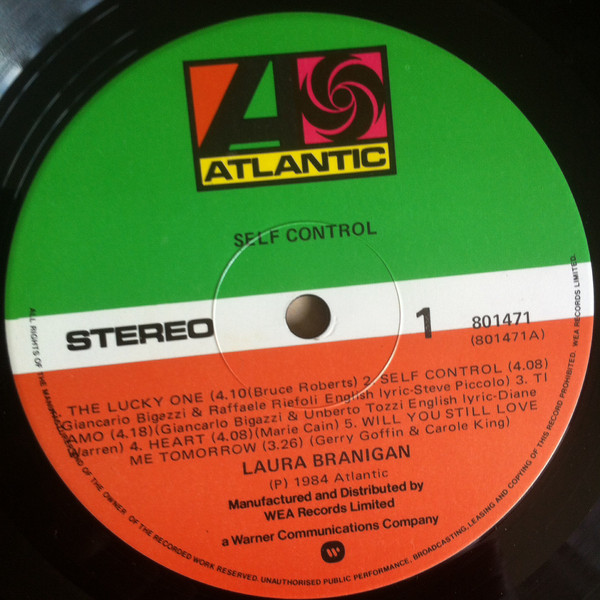 ATLANTIC
SELF CONTROL
STEREO
1
801471
(801471A)
THE LUCKY ONE (4.10(Bruce Roberts) 2. SELF CONTROL (4.08)
Giancarlo Bigazzi & Raffaele Riefoli English lyric-Steve Piccolo) 3. TI
AMO (4.18)(Giancarlo Bigazzi & Unberto Tozzi English lyric-Diane
Warren) 4. HEART (4.08)(Marie Cain) 5. WILL YOU STILL LOVE
ME TOMORROW (3.26) (Gerry Goffin & Carole King)
LAURA BRANIGAN
(P) 1984 Atlantic
Manufactured and Distributed by
WEA Records Limited
a Warner Communications Company
ALL RIGHTS OF THE MANUFACTURER AND OF THE OWNER OF THE RECORDED WORK RESERVED. UNAUTHORISED PUBLIC PERFORMANCE, BROADCASTING, LEASING AND COPYING OF THIS RECORD PROHIBITED. WEA RECORDS LIMITED.